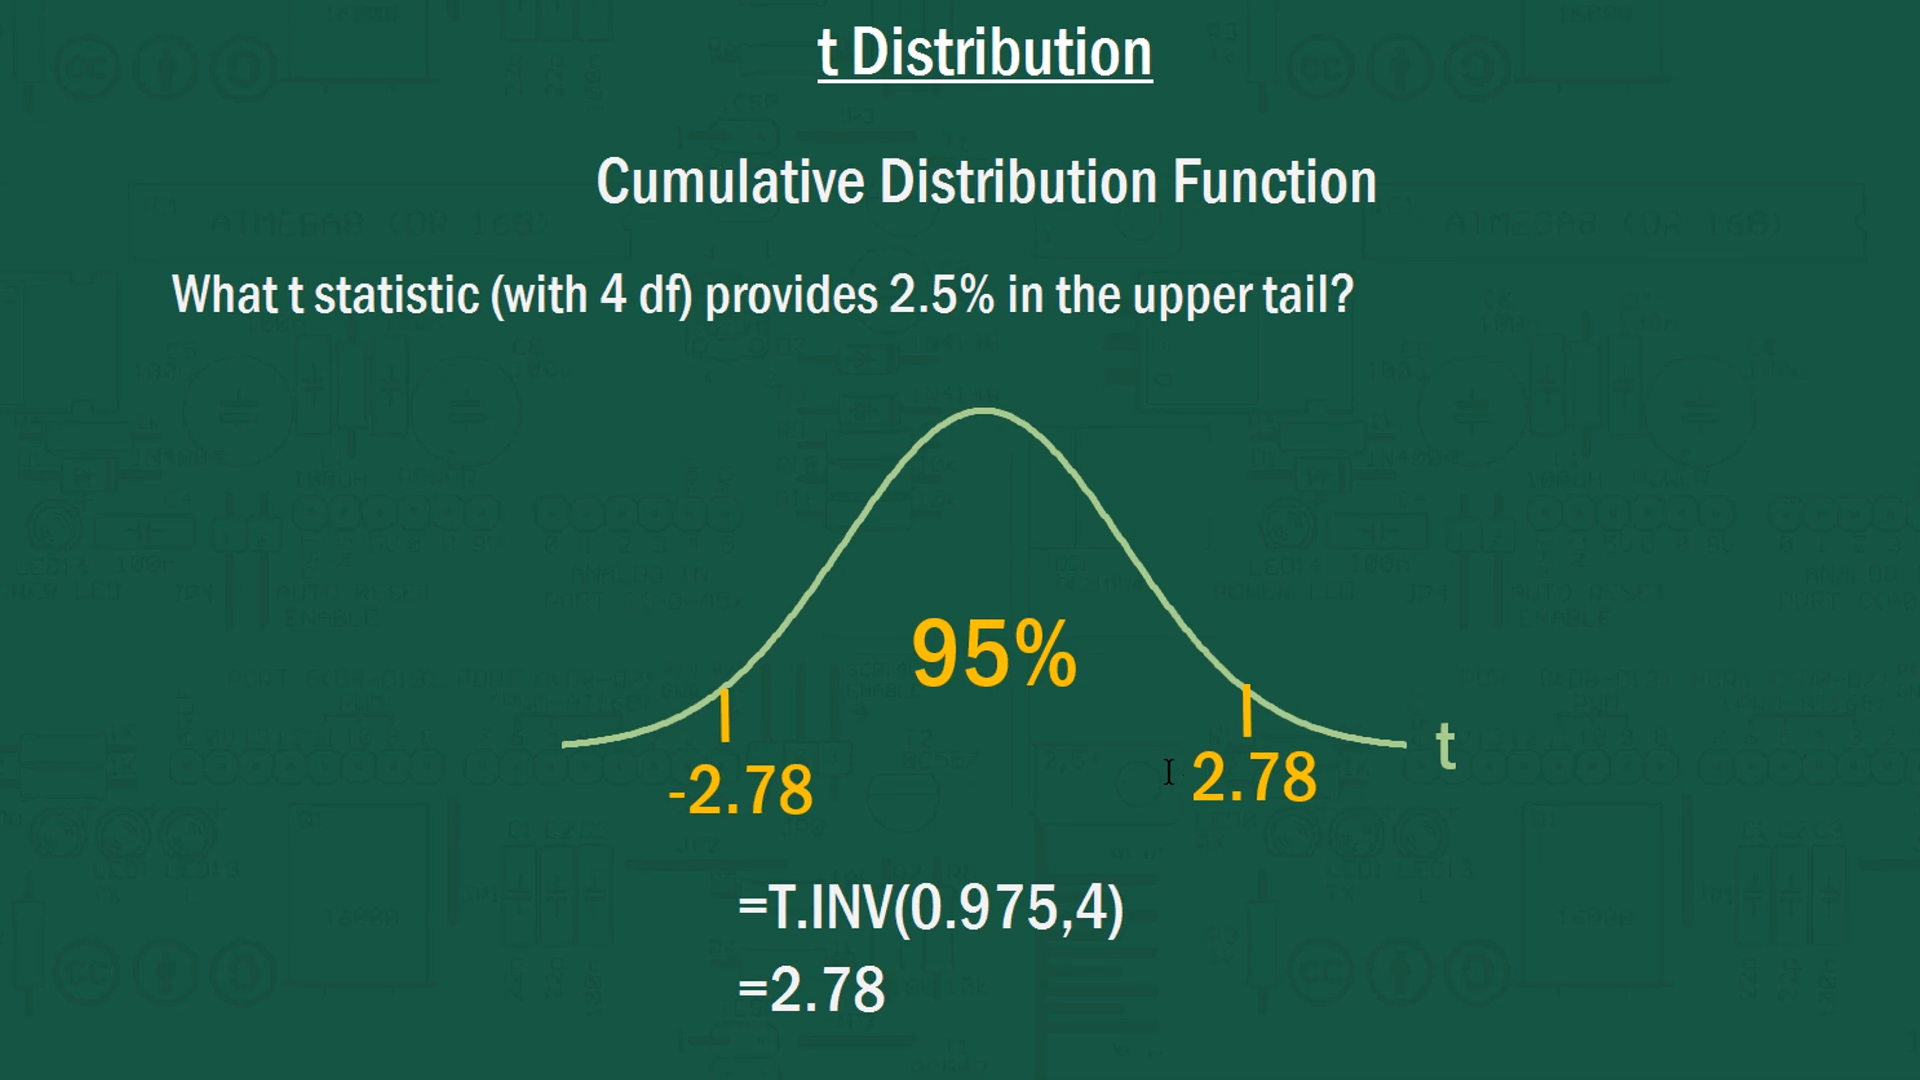 t Distribution
Cumulative Distribution Function
What t statistic (with 4 df) provides 2.5% in the upper tail?
95%
t
-2.78
2.78
=T.INV(0.975,4)
=2.78